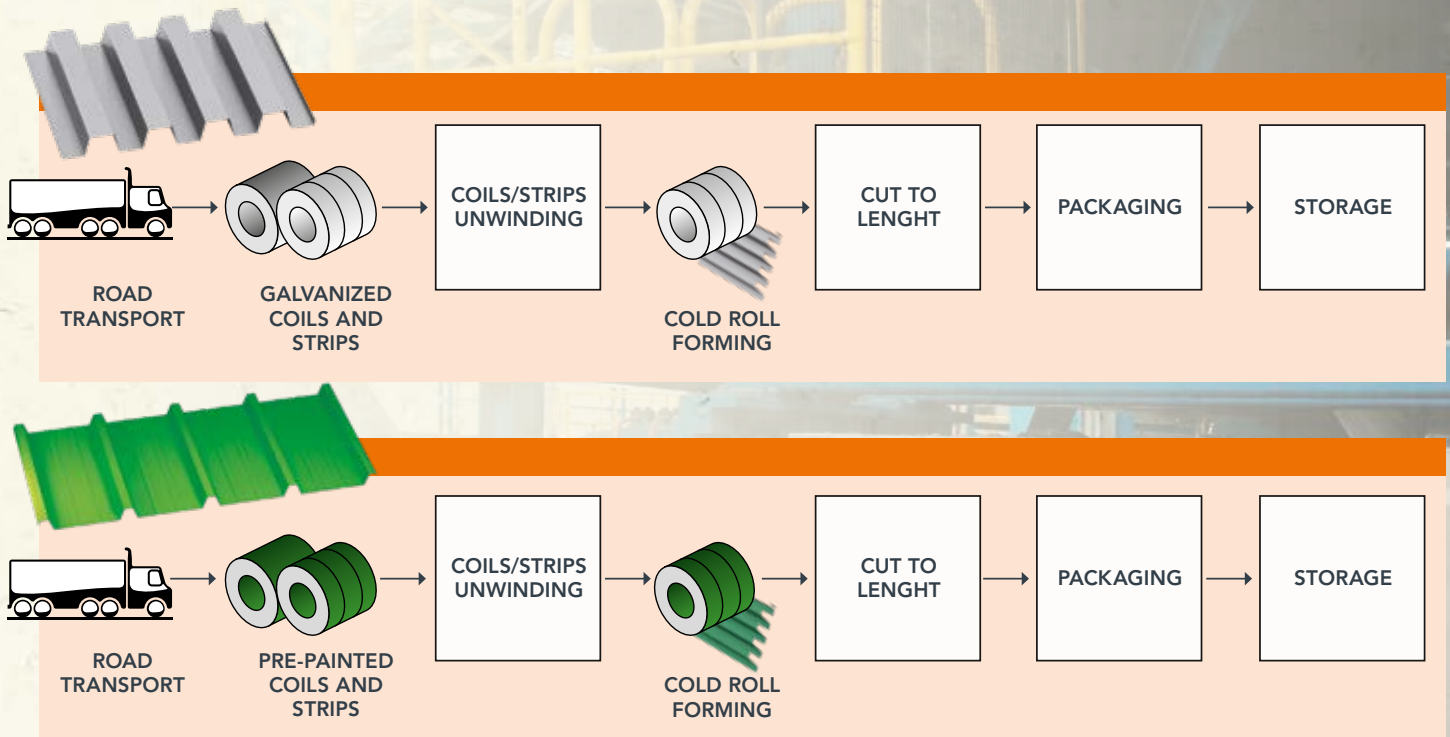 COILS/STRIPS
UNWINDING
CUT TO
LENGHT
PACKAGING
STORAGE
ROAD
TRANSPORT
GALVANIZED
COILS AND
STRIPS
COLD ROLL
FORMING
COILS/STRIPS
UNWINDING
CUT TO
LENGHT
PACKAGING
STORAGE
ROAD
TRANSPORT
PRE-PAINTED
COILS AND
STRIPS
COLD ROLL
FORMING